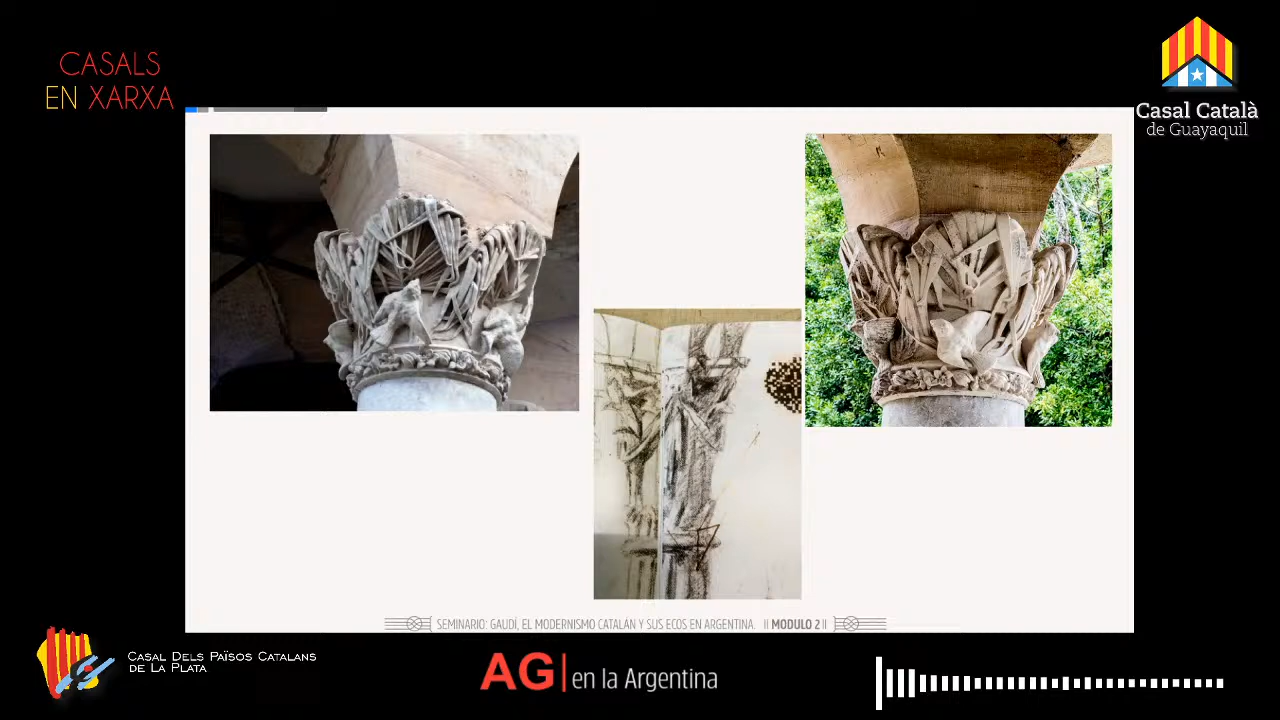 CASALS
EN XARXA
Casal Català
de Guayaquil
SEMINARIO: GAUDÍ, EL MODERNISMO CATALAN Y SUS ECOS EN ARGENTINA. || MODULO 2 ||
CASAL DELS PAÏSOS CATALANS
DE LA PLATA
AG | en la Argentina